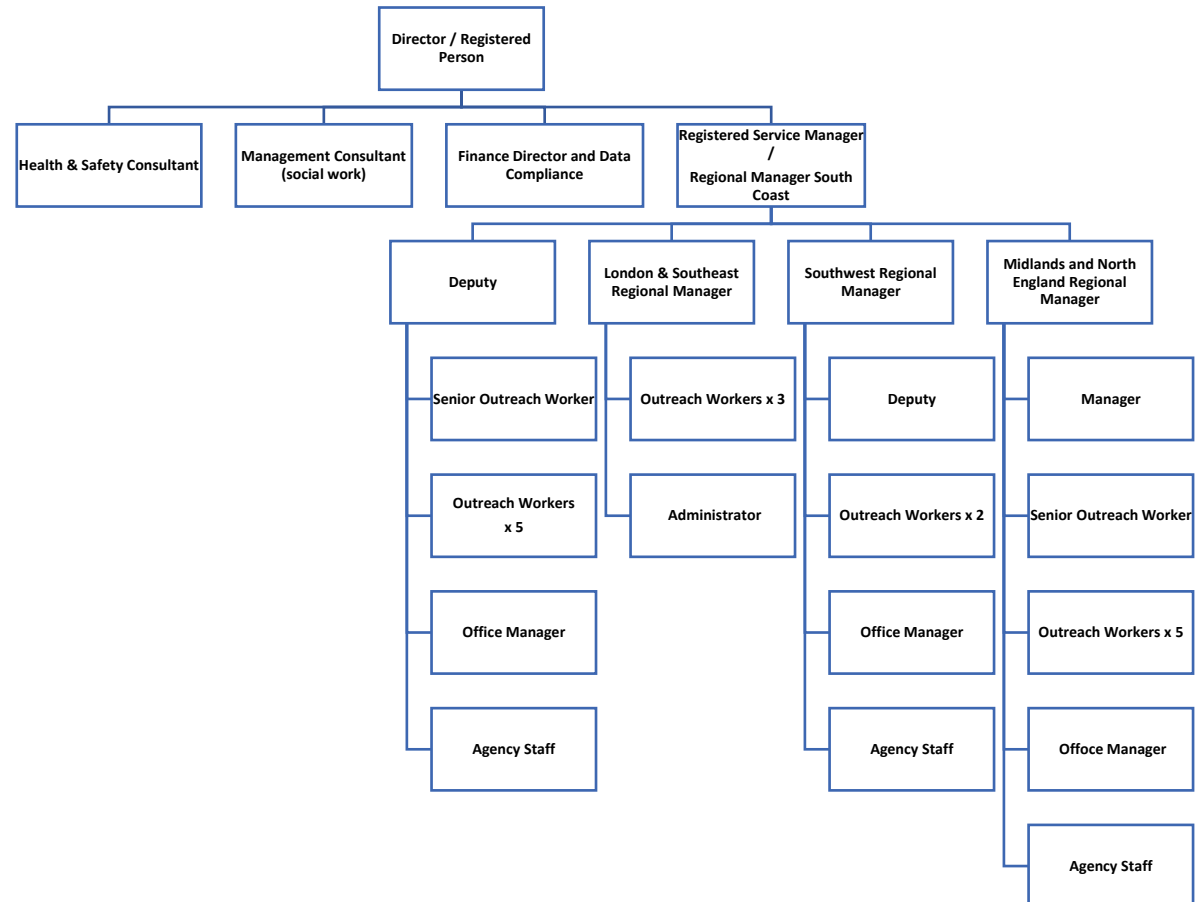 Director / Registered
Person
Health & Safety Consultant
Management Consultant
(social work)
Finance Director and Data
Compliance
Registered Service Manager
/
Regional Manager South
Coast
Deputy
London & Southeast
Regional Manager
Southwest Regional
Manager
Midlands and North
England Regional
Manager
Senior Outreach Worker
Outreach Workers
x 5
Office Manager
Agency Staff
Outreach Workers x 3
Administrator
Deputy
Outreach Workers x 2
Office Manager
Agency Staff
Manager
Senior Outreach Worker
Outreach Workers x 5
Offoce Manager
Agency Staff